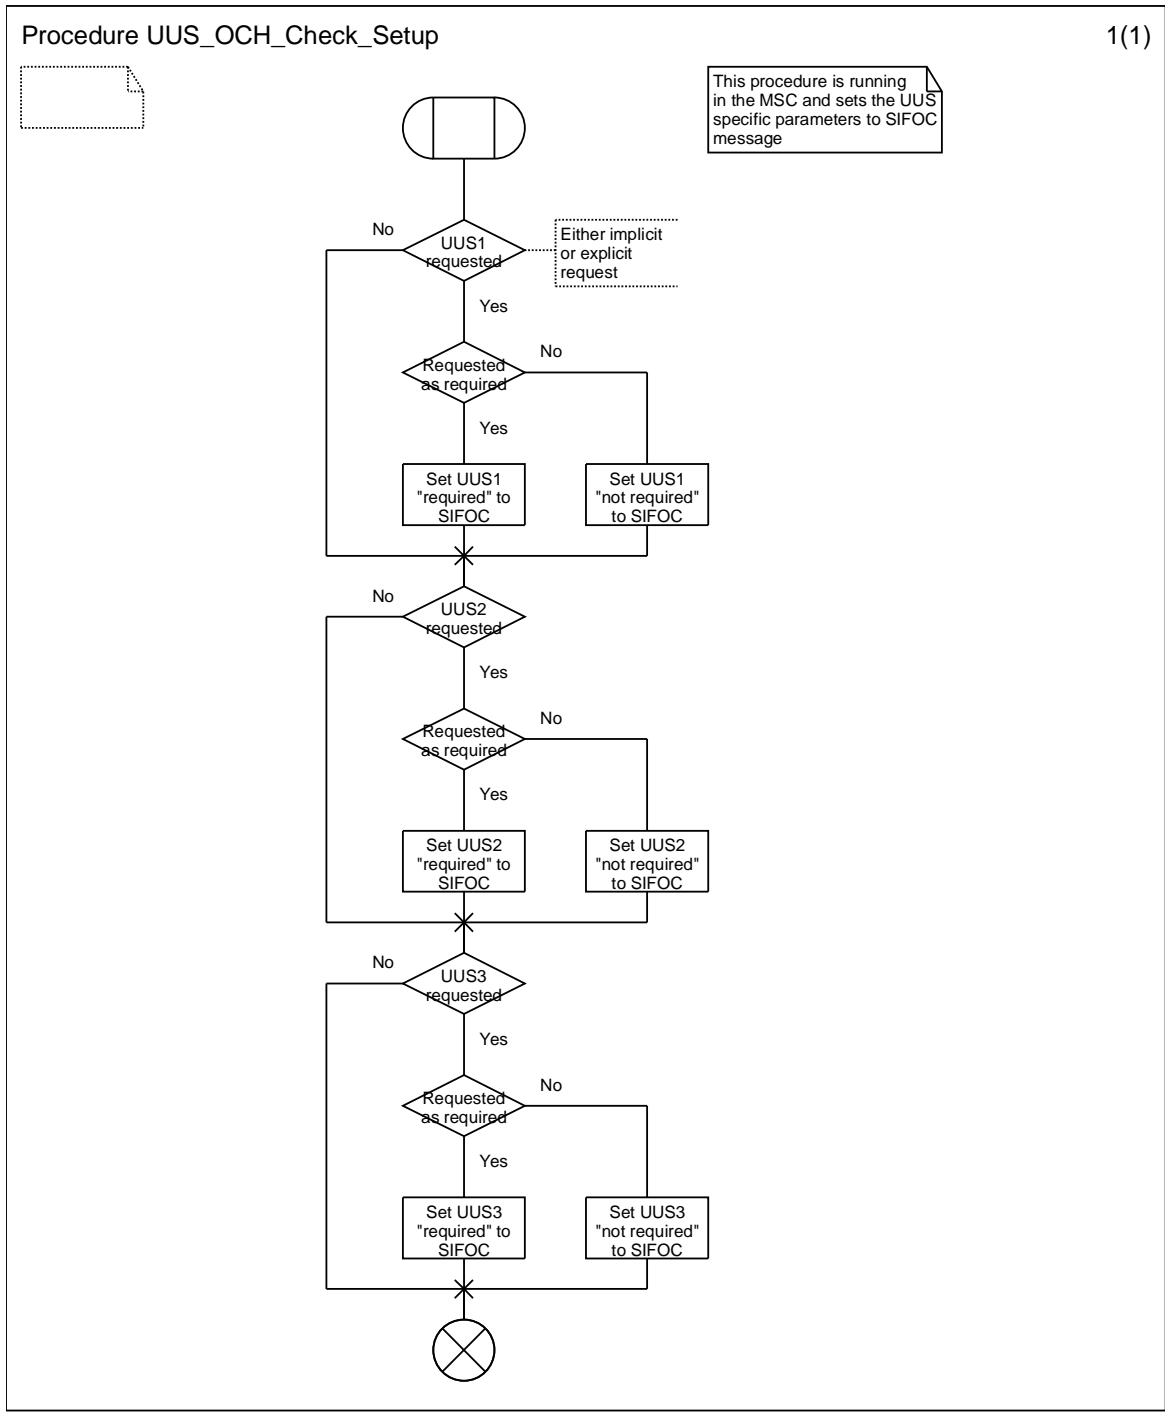 Procedure UUS_OCH_Check_Setup
1(1)
This procedure is running
in the MSC and sets the UUS
specific parameters to SIFOC
message
No
UUS1
requested
Either implicit
or explicit
request
Yes
Requested
as required
No
Yes
Set UUS1
"required" to
SIFOC
Set UUS1
"not required"
to SIFOC
No
UUS2
requested
Yes
Requested
as required
No
Yes
Set UUS2
"required" to
SIFOC
Set UUS2
"not required"
to SIFOC
No
UUS3
requested
Yes
Requested
as required
No
Yes
Set UUS3
"required" to
SIFOC
Set UUS3
"not required"
to SIFOC